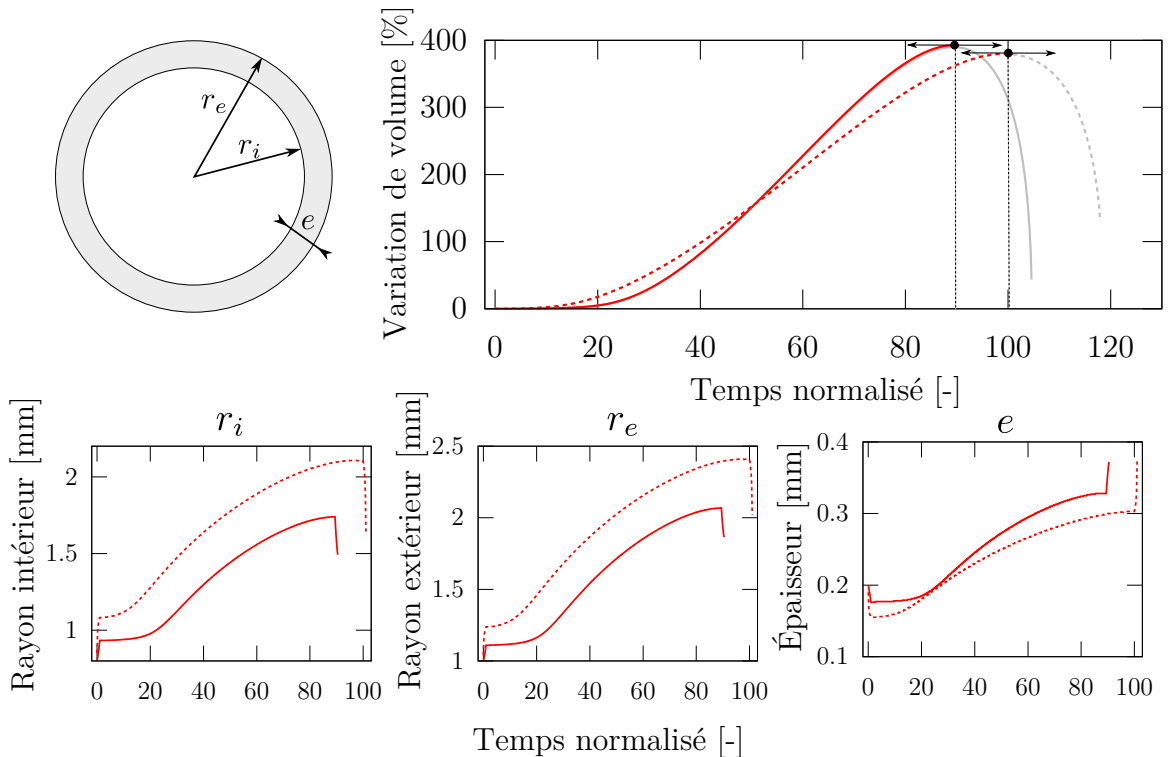 r_e
r_i
e
Variation de volume [%]
400
300
200
100
0
0 20 40 60 80 100 120
Temps normalisé [-]
r_i
Rayon intérieur [mm]
2
1.5
1
0 20 40 60 80 100
r_e
Rayon extérieur [mm]
2.5
2
1.5
1
0 20 40 60 80 100
e
Épaisseur [mm]
0.4
0.3
0.2
0.1
0 20 40 60 80 100
Temps normalisé [-]